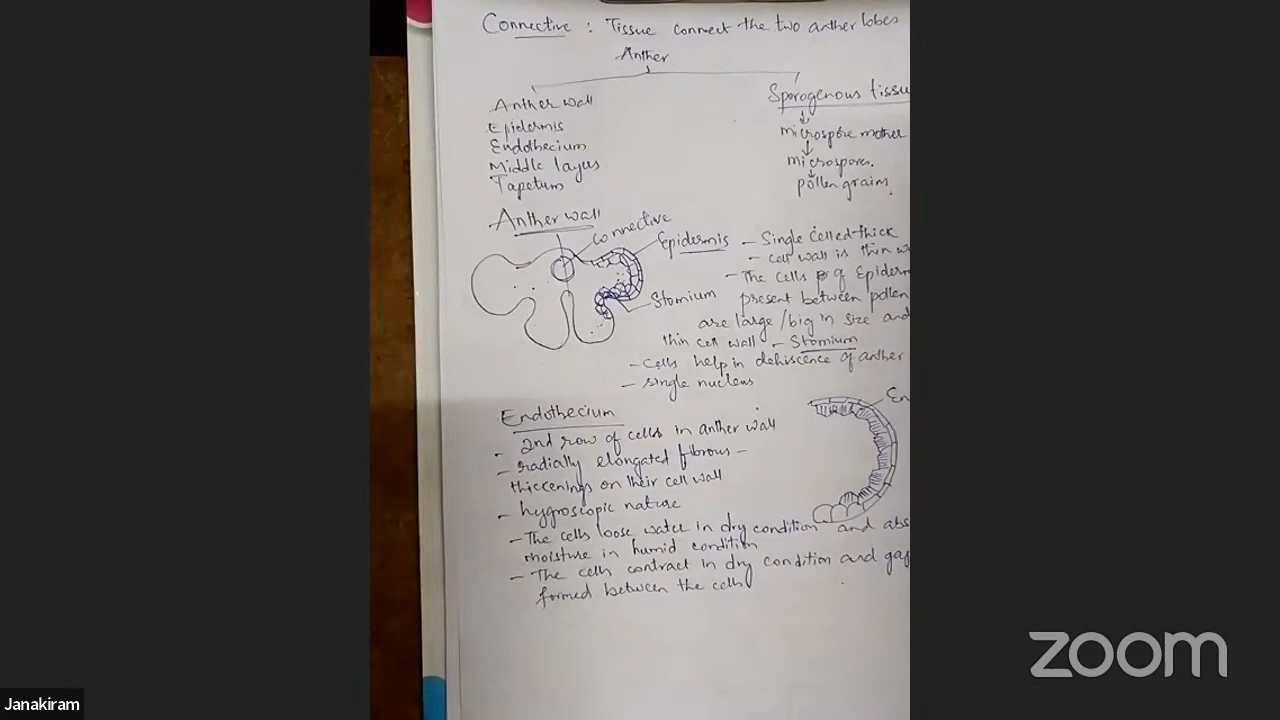 Connective : Tissue connect the two anther lobes
Anther
Anther wall
Epidermis
Endothecium
Middle layers
Tapetum
Sporogenous tissu
microspore mother
microspores.
pollen grains.
Anther wall
Connective
Epidermis
Stomium
- Single celled-thick
- cell wall is thin w
- The cells of Epiderm
present between pollen
are large/big in size and
thin cell wall - Stomium
- Cells help in dehiscence of anther
- single nucleus
Endothecium
En
- 2nd row of cells in anther wall
- radially elongated fibrous -
thickenings on their cell wall
- hygroscopic nature
- The cells loose water in dry condition and abs
moisture in humid condition
- The cells contract in dry condition and gap
formed between the cells
zoom
Janakiram